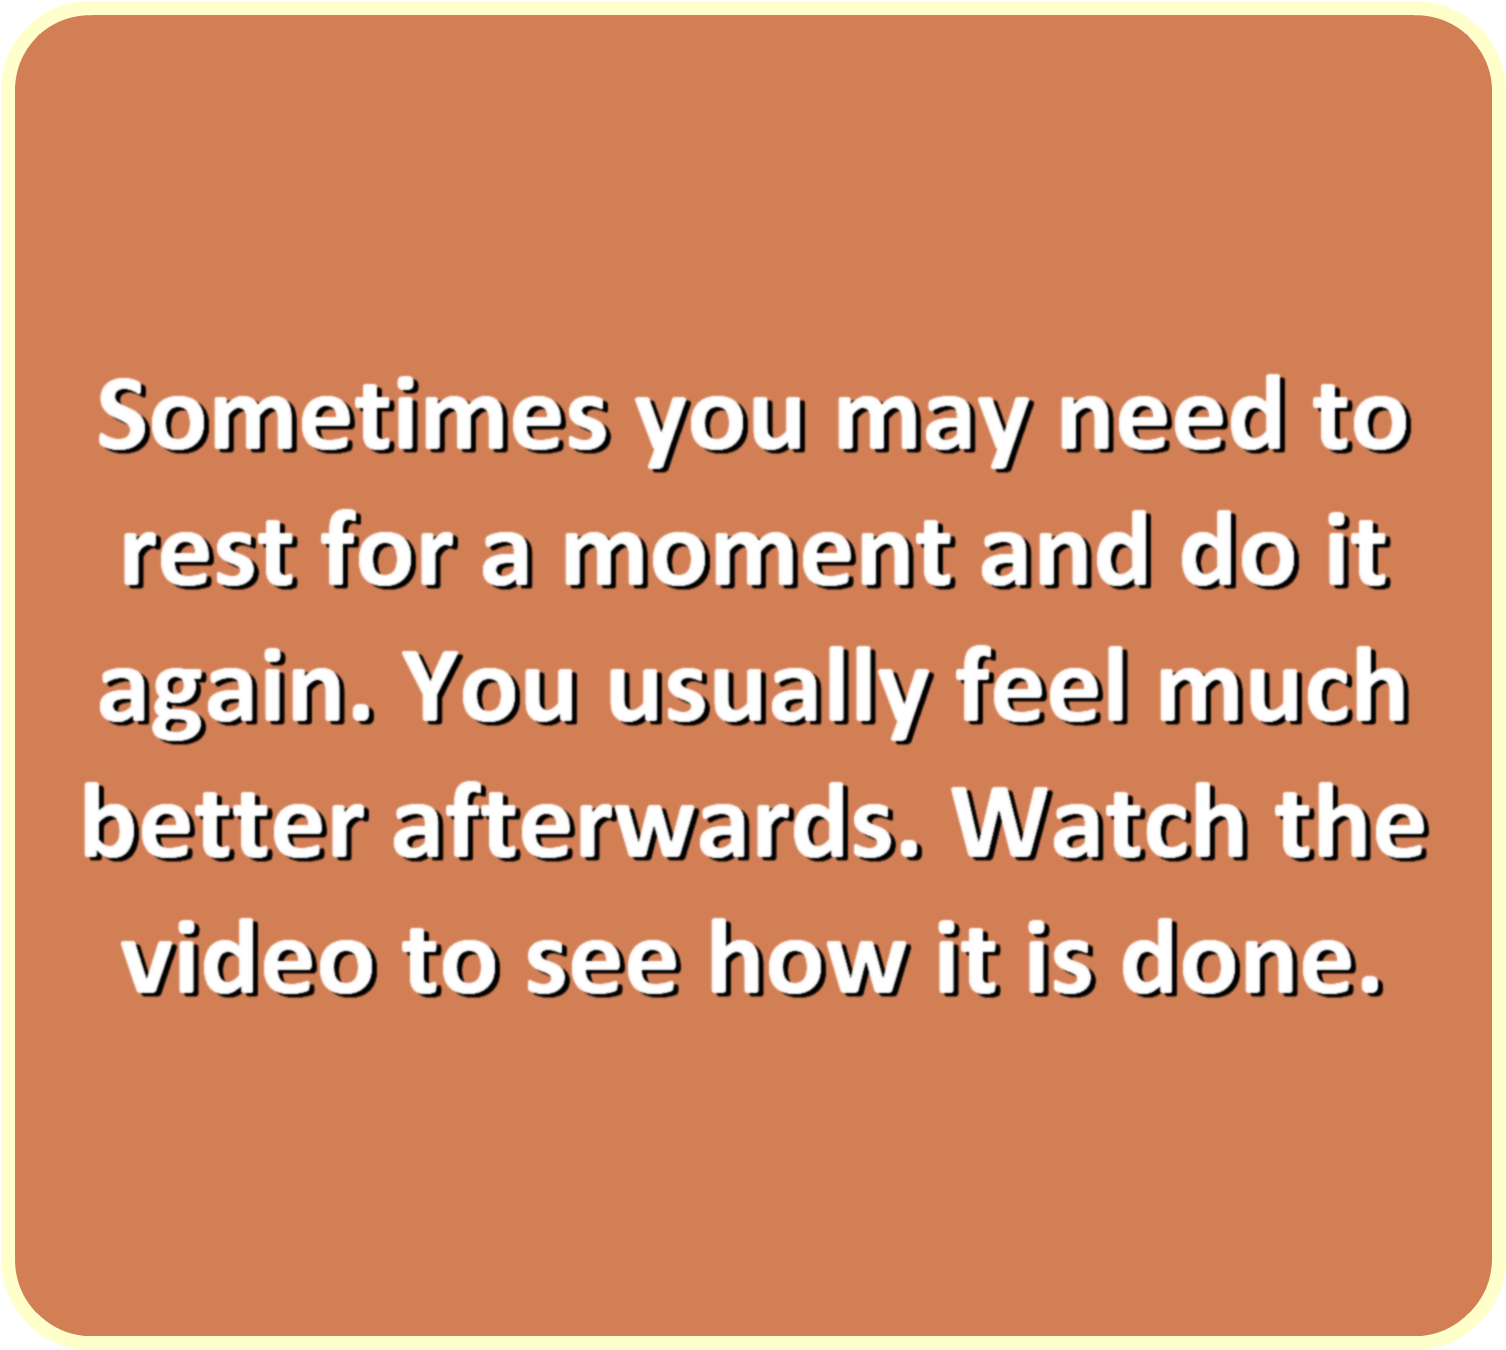 Sometimes you may need to
rest for a moment and do it
again. You usually feel much
better afterwards. Watch the
video to see how it is done.